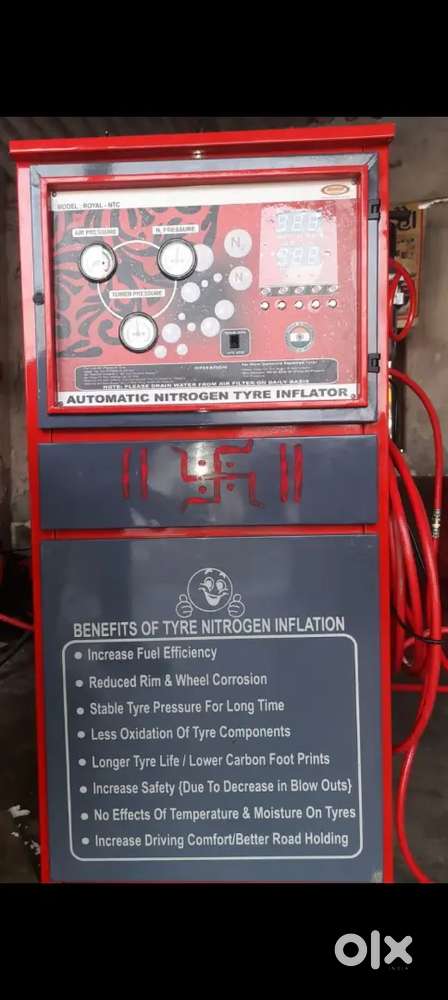 MODEL : ROYAL - NTC
AIR PRESSURE
N₂ PRESSURE
TOWER PRESSURE
N₂
N₂
OPERATION
NOTE: PLEASE DRAIN WATER FROM AIR FILTER ON DAILY BASIS
AUTOMATIC NITROGEN TYRE INFLATOR
BENEFITS OF TYRE NITROGEN INFLATION
• Increase Fuel Efficiency
• Reduced Rim & Wheel Corrosion
• Stable Tyre Pressure For Long Time
• Less Oxidation Of Tyre Components
• Longer Tyre Life / Lower Carbon Foot Prints
• Increase Safety {Due To Decrease in Blow Outs}
• No Effects Of Temperature & Moisture On Tyres
• Increase Driving Comfort/Better Road Holding
olx
INDIA